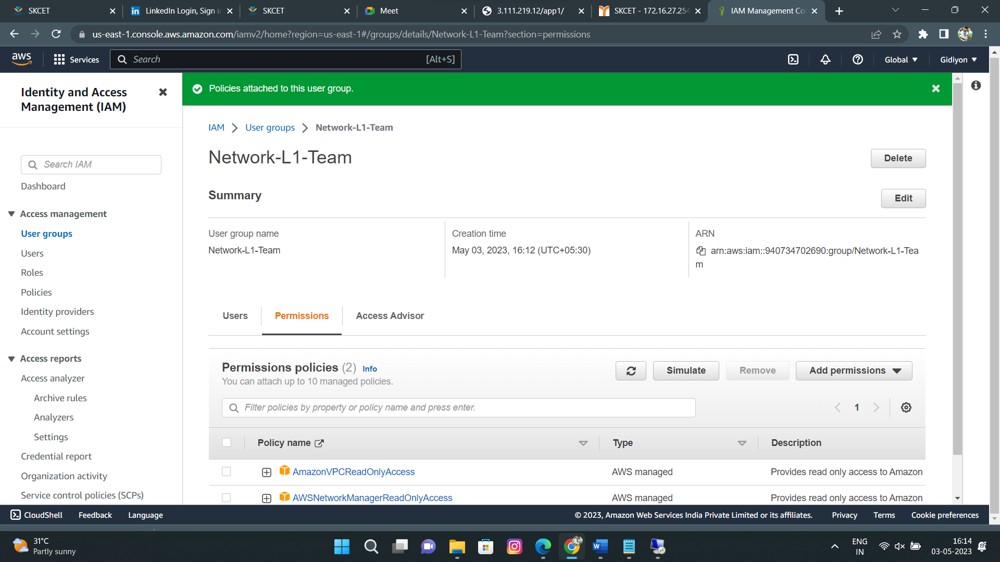 SKCET
LinkedIn Login, Sign in
SKCET
Meet
3.111.219.12/app1/
SKCET - 172.16.27.254
IAM Management Co
us-east-1.console.aws.amazon.com/iamv2/home?region=us-east-1#/groups/details/Network-L1-Team?section=permissions
aws
Services
Search
[Alt+S]
Global
Gidiyon
Identity and Access
Management (IAM)
Search IAM
Dashboard
Access management
User groups
Users
Roles
Policies
Identity providers
Account settings
Access reports
Access analyzer
Archive rules
Analyzers
Settings
Credential report
Organization activity
Service control policies (SCPs)
Policies attached to this user group.
IAM
User groups
Network-L1-Team
Network-L1-Team
Delete
Summary
Edit
User group name
Network-L1-Team
Creation time
May 03, 2023, 16:12 (UTC+05:30)
ARN
arn:aws:iam::940734702690:group/Network-L1-Tea
m
Users
Permissions
Access Advisor
Permissions policies (2) Info
You can attach up to 10 managed policies.
Simulate
Remove
Add permissions
Filter policies by property or policy name and press enter.
1
Policy name
Type
Description
AmazonVPCReadOnlyAccess
AWS managed
Provides read only access to Amazon
AWSNetworkManagerReadOnlyAccess
AWS managed
Provides read only access to Amazon
CloudShell
Feedback
Language
© 2023, Amazon Web Services India Private Limited or its affiliates.
Privacy
Terms
Cookie preferences
31°C
Partly sunny
ENG
IN
16:14
03-05-2023